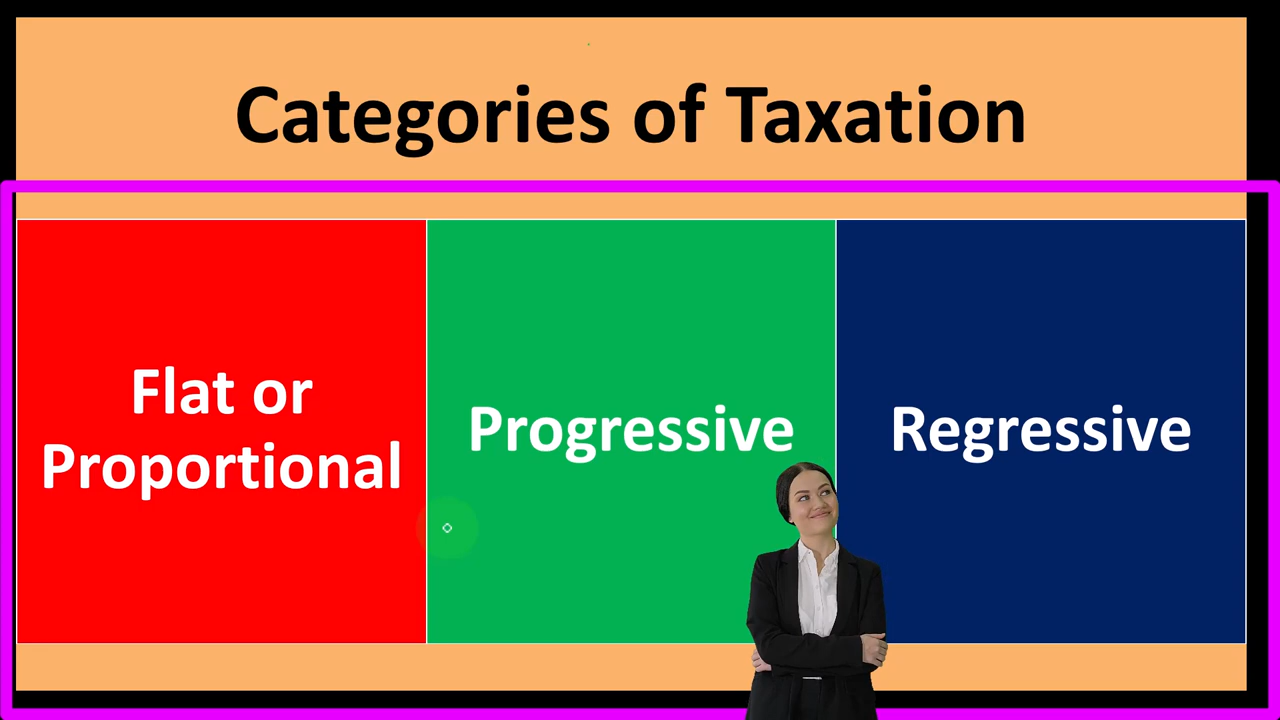 Categories of Taxation
Flat or
Proportional
Progressive
Regressive